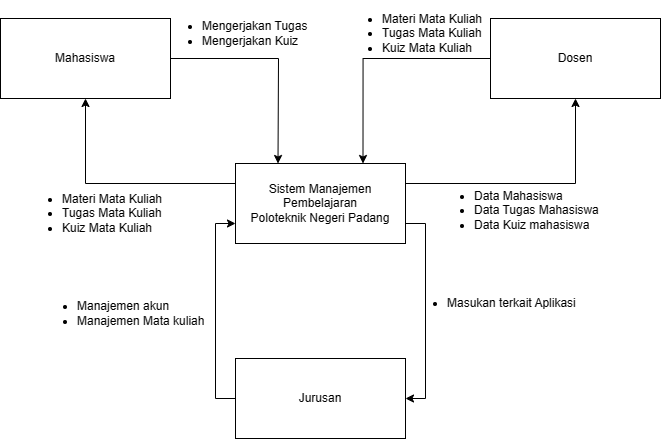 Mahasiswa
• Mengerjakan Tugas
• Mengerjakan Kuiz
• Materi Mata Kuliah
• Tugas Mata Kuliah
• Kuiz Mata Kuliah
Dosen
Sistem Manajemen
Pembelajaran
Poloteknik Negeri Padang
• Materi Mata Kuliah
• Tugas Mata Kuliah
• Kuiz Mata Kuliah
• Data Mahasiswa
• Data Tugas Mahasiswa
• Data Kuiz mahasiswa
• Manajemen akun
• Manajemen Mata kuliah
• Masukan terkait Aplikasi
Jurusan